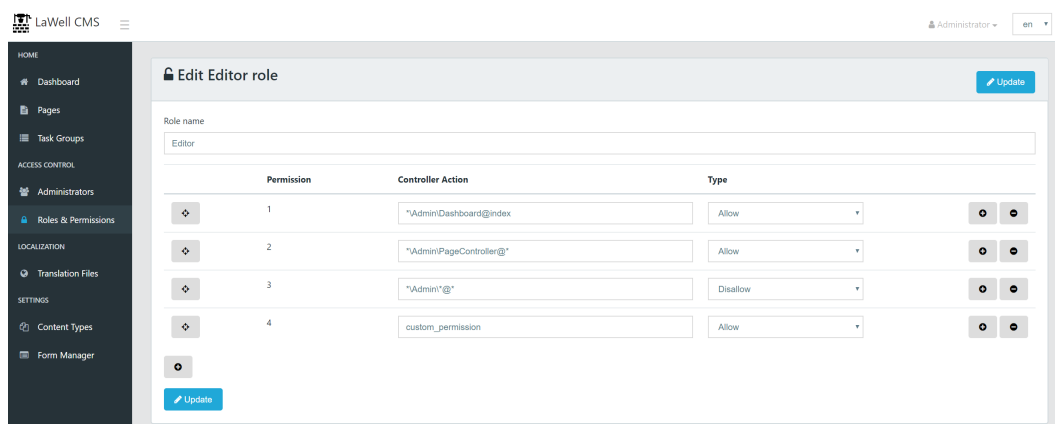 LaWell CMS
Administrator
en
HOME
Dashboard
Pages
Task Groups
ACCESS CONTROL
Administrators
Roles & Permissions
LOCALIZATION
Translation Files
SETTINGS
Content Types
Form Manager
Edit Editor role
Update
Role name
Editor
Permission Controller Action Type
1 *\Admin\Dashboard@index Allow
2 *\Admin\PageController@* Allow
3 *\Admin\*@* Disallow
4 custom_permission Allow
Update